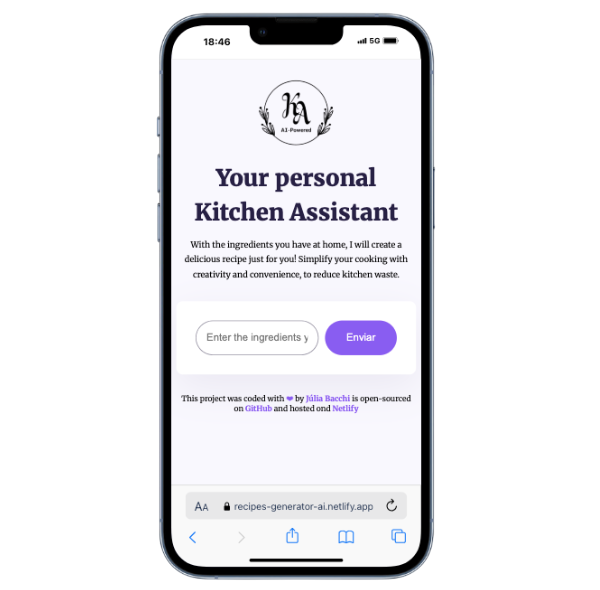 18:46
5G
KA
AI-Powered
Your personal
Kitchen Assistant
With the ingredients you have at home, I will create a
delicious recipe just for you! Simplify your cooking with
creativity and convenience, to reduce kitchen waste.
Enter the ingredients y
Enviar
This project was coded with ❤ by Júlia Bacchi is open-sourced
on GitHub and hosted ond Netlify
AA recipes-generator-ai.netlify.app